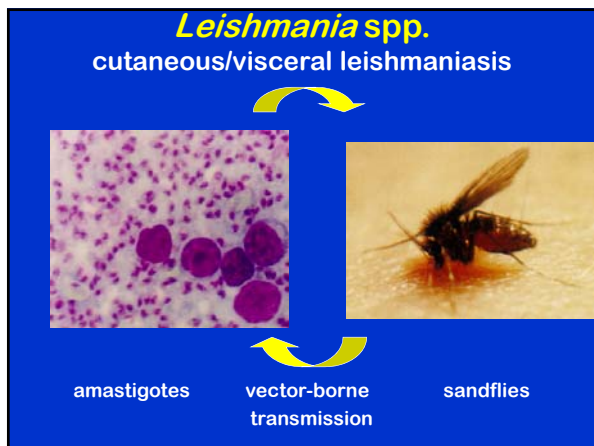 Leishmania spp.
cutaneous/visceral leishmaniasis
amastigotes vector-borne sandflies
transmission